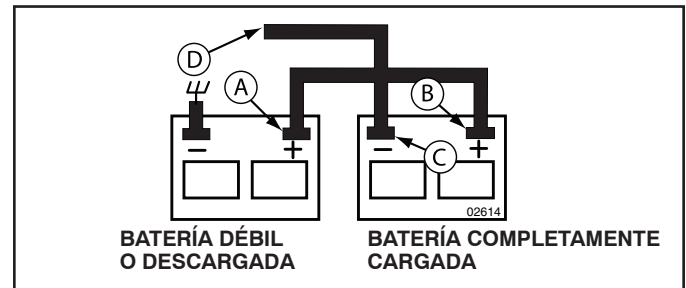 D
A
B
C
− +
− +
02614
BATERÍA DÉBIL
O DESCARGADA
BATERÍA COMPLETAMENTE
CARGADA